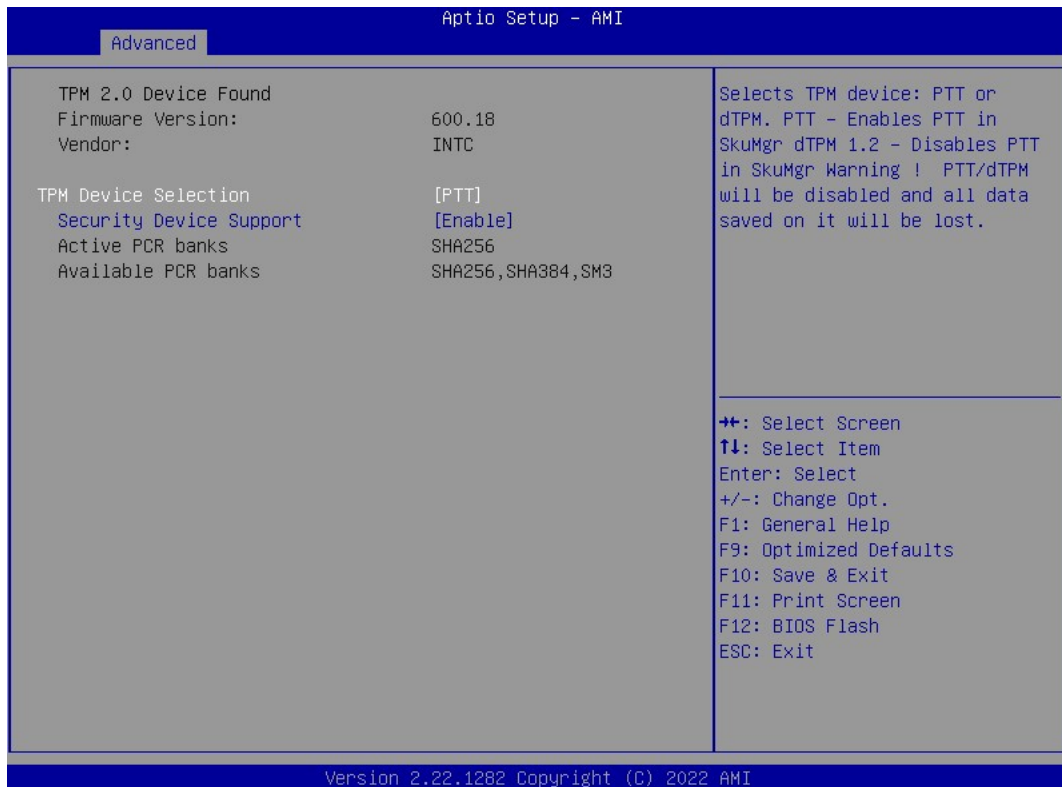 Aptio Setup – AMI
Advanced
TPM 2.0 Device Found
Firmware Version: 600.18
Vendor: INTC
TPM Device Selection [PTT]
Security Device Support [Enable]
Active PCR banks SHA256
Available PCR banks SHA256,SHA384,SM3
Selects TPM device: PTT or
dTPM. PTT – Enables PTT in
SkuMgr dTPM 1.2 – Disables PTT
in SkuMgr Warning ! PTT/dTPM
will be disabled and all data
saved on it will be lost.
→←: Select Screen
↑↓: Select Item
Enter: Select
+/-: Change Opt.
F1: General Help
F9: Optimized Defaults
F10: Save & Exit
F11: Print Screen
F12: BIOS Flash
ESC: Exit
Version 2.22.1282 Copyright (C) 2022 AMI